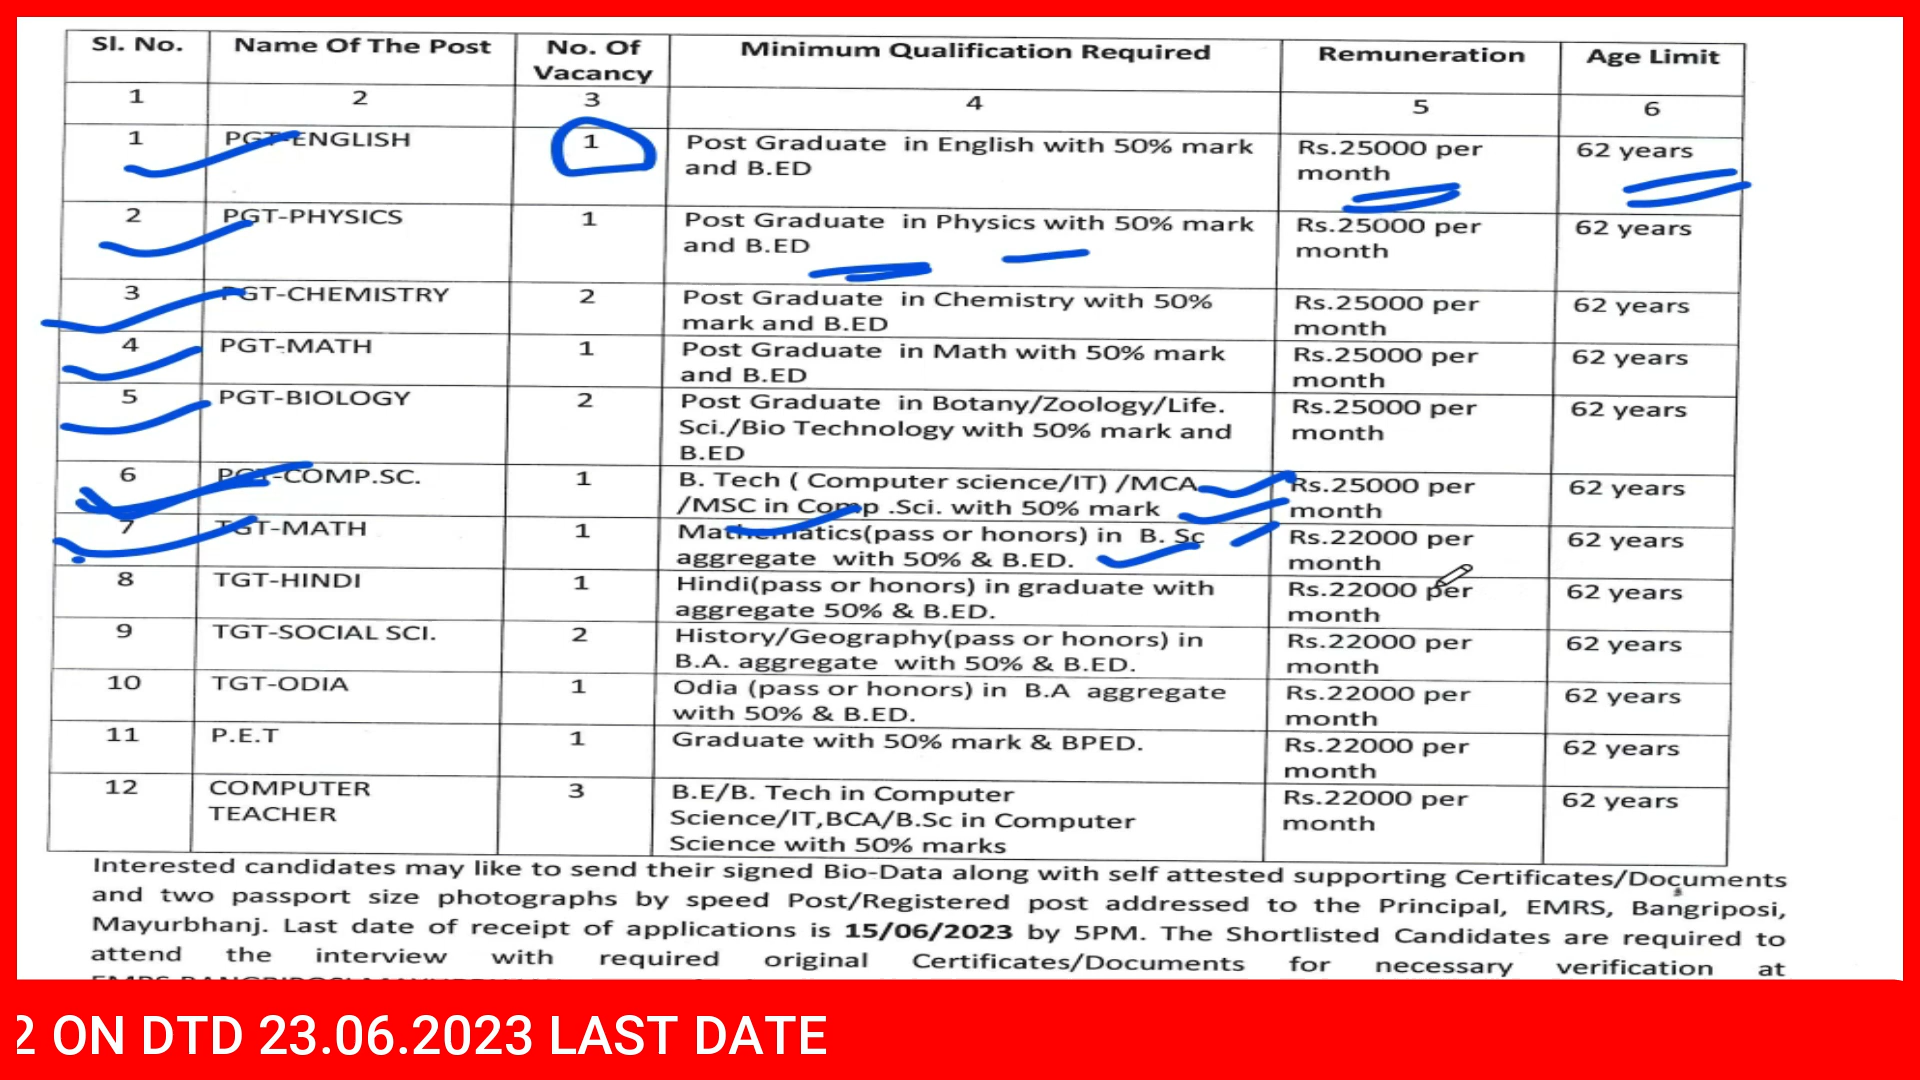 Sl. No. Name Of The Post No. Of Vacancy Minimum Qualification Required Remuneration Age Limit
1 2 3 4 5 6
1 PGT-ENGLISH 1 Post Graduate in English with 50% mark and B.ED Rs.25000 per month 62 years
2 PGT-PHYSICS 1 Post Graduate in Physics with 50% mark and B.ED Rs.25000 per month 62 years
3 PGT-CHEMISTRY 2 Post Graduate in Chemistry with 50% mark and B.ED Rs.25000 per month 62 years
4 PGT-MATH 1 Post Graduate in Math with 50% mark and B.ED Rs.25000 per month 62 years
5 PGT-BIOLOGY 2 Post Graduate in Botany/Zoology/Life. Sci./Bio Technology with 50% mark and B.ED Rs.25000 per month 62 years
6 PGT-COMP.SC. 1 B. Tech ( Computer science/IT) /MCA /MSC in Comp .Sci. with 50% mark Rs.25000 per month 62 years
7 TGT-MATH 1 Mathematics(pass or honors) in B. Sc aggregate with 50% & B.ED. Rs.22000 per month 62 years
8 TGT-HINDI 1 Hindi(pass or honors) in graduate with aggregate 50% & B.ED. Rs.22000 per month 62 years
9 TGT-SOCIAL SCI. 2 History/Geography(pass or honors) in B.A. aggregate with 50% & B.ED. Rs.22000 per month 62 years
10 TGT-ODIA 1 Odia (pass or honors) in B.A aggregate with 50% & B.ED. Rs.22000 per month 62 years
11 P.E.T 1 Graduate with 50% mark & BPED. Rs.22000 per month 62 years
12 COMPUTER TEACHER 3 B.E/B. Tech in Computer Science/IT,BCA/B.Sc in Computer Science with 50% marks Rs.22000 per month 62 years
Interested candidates may like to send their signed Bio-Data along with self attested supporting Certificates/Documents
and two passport size photographs by speed Post/Registered post addressed to the Principal, EMRS, Bangriposi,
Mayurbhanj. Last date of receipt of applications is 15/06/2023 by 5PM. The Shortlisted Candidates are required to
attend the interview with required original Certificates/Documents for necessary verification at
2 ON DTD 23.06.2023 LAST DATE